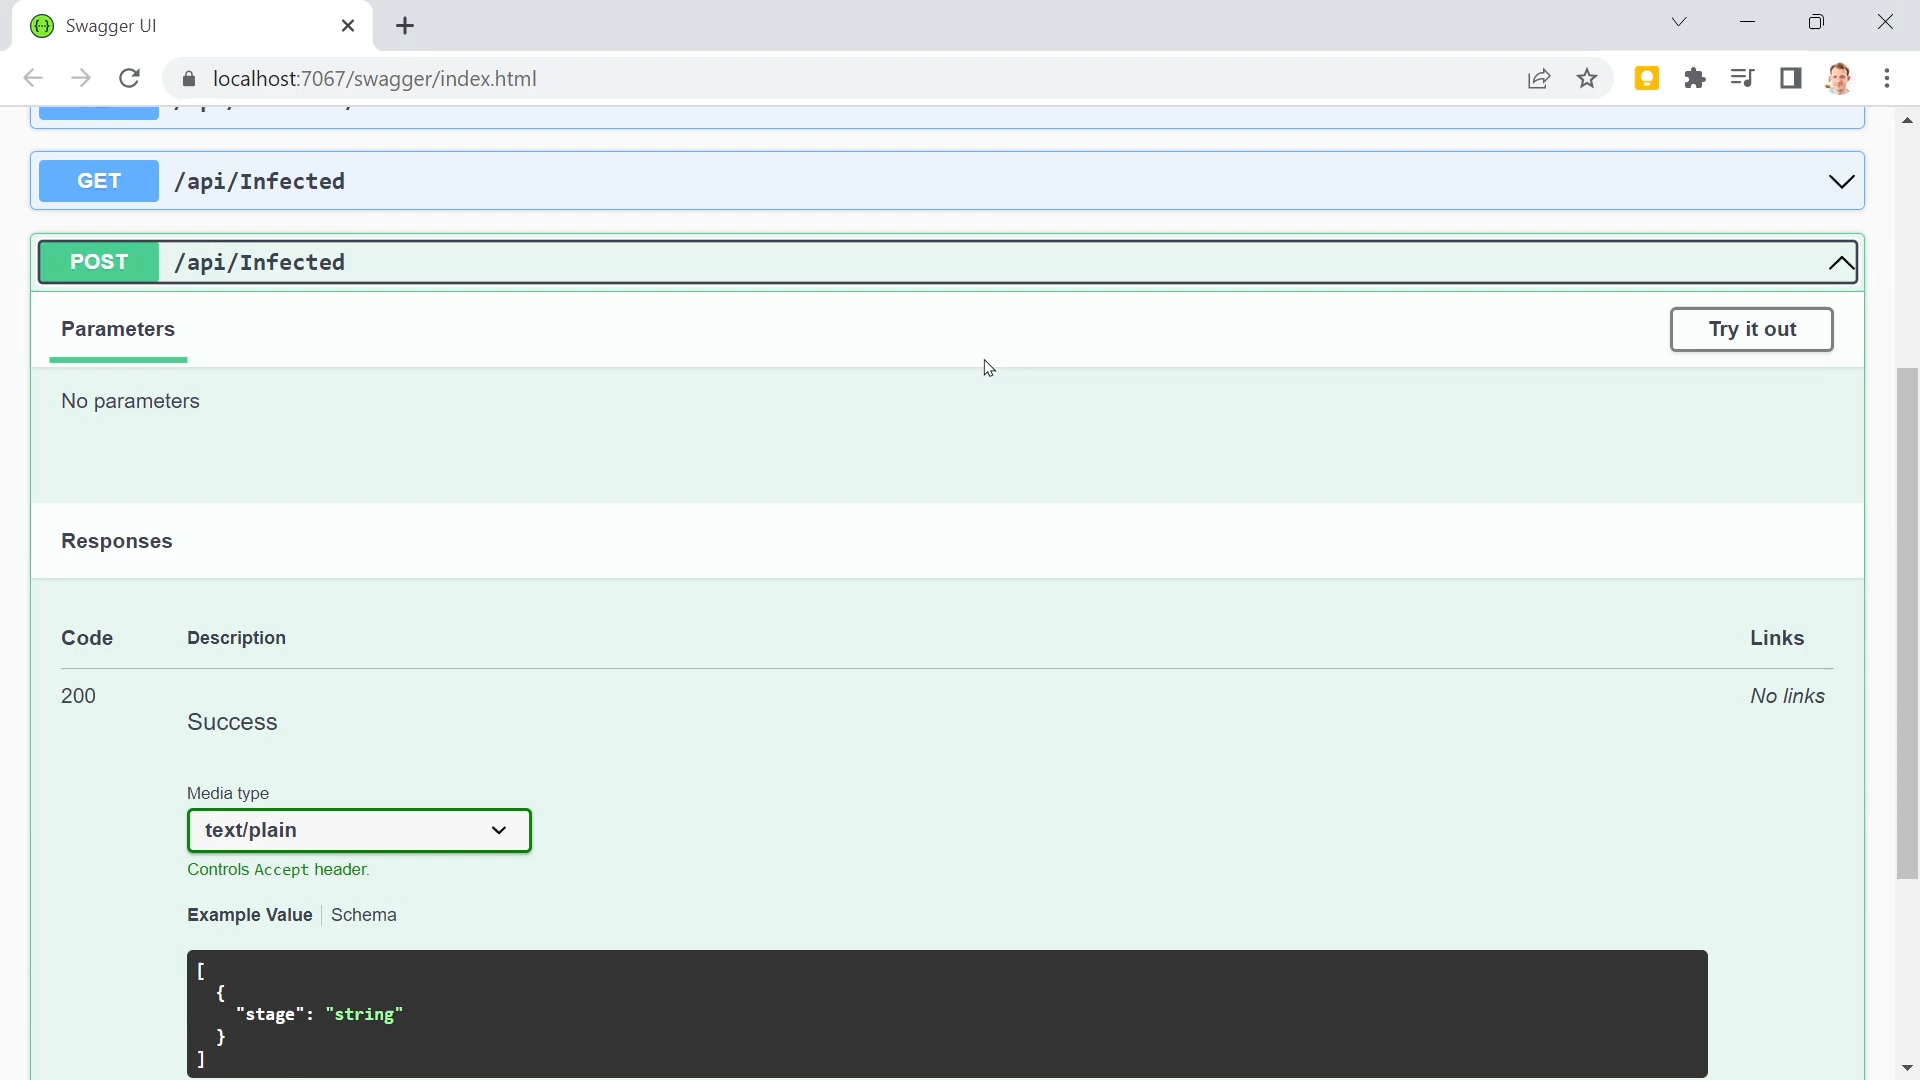 Swagger UI
localhost:7067/swagger/index.html
GET /api/Infected
POST /api/Infected
Parameters
Try it out
No parameters
Responses
Code Description Links
200 No links
Success
Media type
text/plain
Controls Accept header.
Example Value Schema
[
{
"stage": "string"
}
]